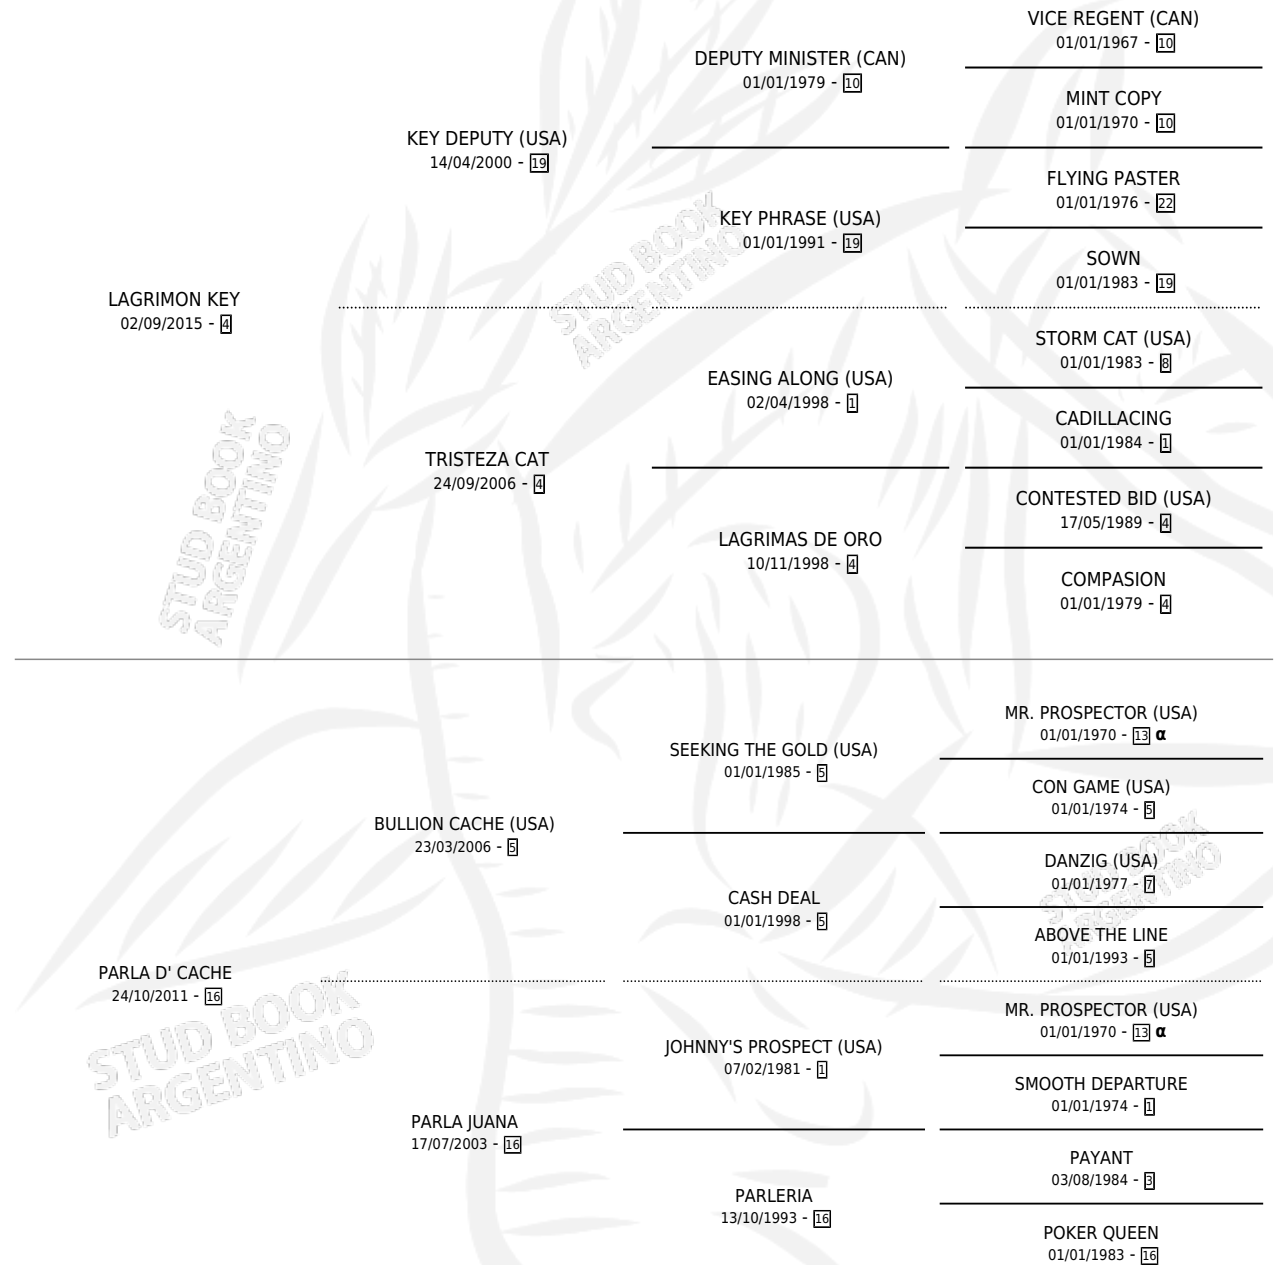 VICE REGENT (CAN)
01/01/1967 - 10
DEPUTY MINISTER (CAN)
01/01/1979 - 10
MINT COPY
01/01/1970 - 10
KEY DEPUTY (USA)
14/04/2000 - 19
FLYING PASTER
01/01/1976 - 22
KEY PHRASE (USA)
01/01/1991 - 19
SOWN
01/01/1983 - 19
LAGRIMON KEY
02/09/2015 - 4
STORM CAT (USA)
01/01/1983 - 8
EASING ALONG (USA)
02/04/1998 - 1
CADILLACING
01/01/1984 - 1
TRISTEZA CAT
24/09/2006 - 4
CONTESTED BID (USA)
17/05/1989 - 4
LAGRIMAS DE ORO
10/11/1998 - 4
COMPASION
01/01/1979 - 4
MR. PROSPECTOR (USA)
01/01/1970 - 13 α
SEEKING THE GOLD (USA)
01/01/1985 - 5
CON GAME (USA)
01/01/1974 - 5
BULLION CACHE (USA)
23/03/2006 - 5
DANZIG (USA)
01/01/1977 - 7
CASH DEAL
01/01/1998 - 5
ABOVE THE LINE
01/01/1993 - 5
PARLA D' CACHE
24/10/2011 - 16
MR. PROSPECTOR (USA)
01/01/1970 - 13 α
JOHNNY'S PROSPECT (USA)
07/02/1981 - 1
SMOOTH DEPARTURE
01/01/1974 - 1
PARLA JUANA
17/07/2003 - 16
PAYANT
03/08/1984 - 3
PARLERIA
13/10/1993 - 16
POKER QUEEN
01/01/1983 - 16
STUD BOOK
ARGENTINO
STUD BOOK
ARGENTINO
STUD BOOK
ARGENTINO
STUD BOOK
ARGENTINO